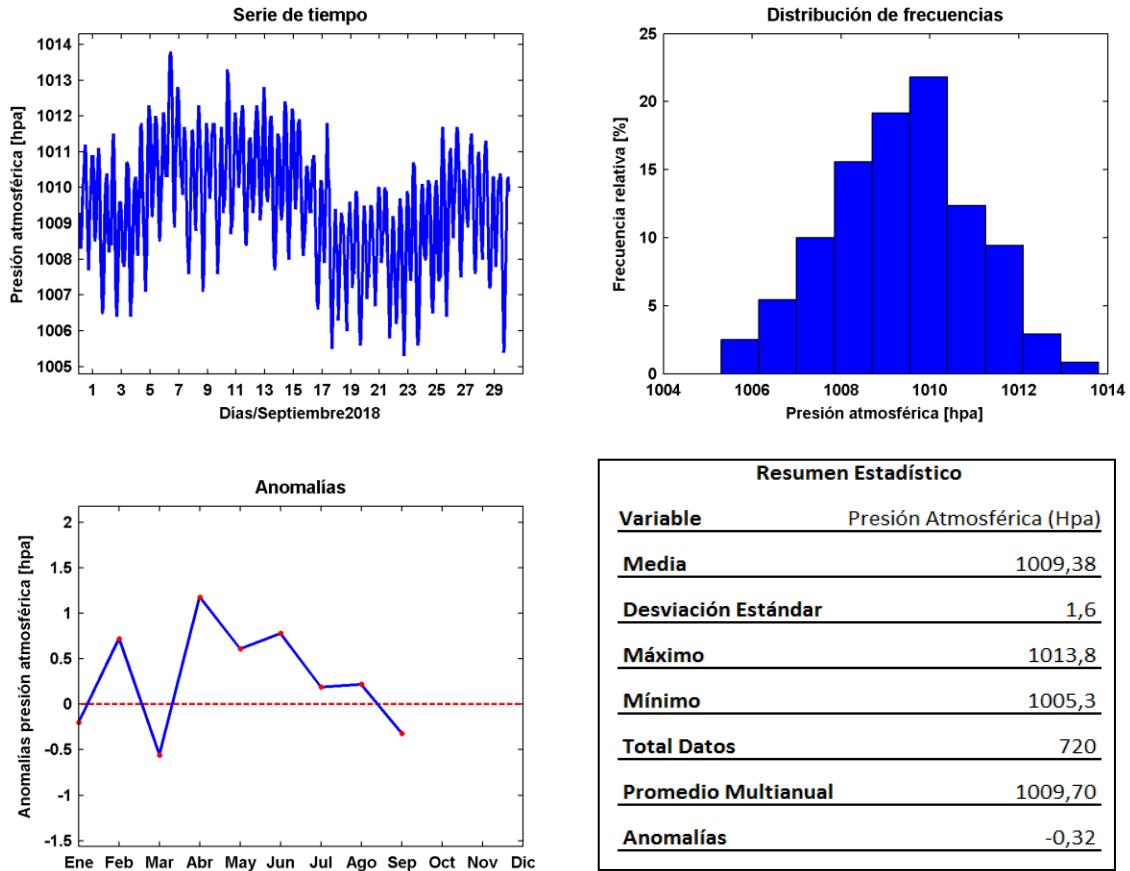 Serie de tiempo
Presión atmosférica [hpa]
1014
1013
1012
1011
1010
1009
1008
1007
1006
1005
1 3 5 7 9 11 13 15 17 19 21 23 25 27 29
Días/Septiembre2018
Distribución de frecuencias
Frecuencia relativa [%]
25
20
15
10
5
0
1004 1006 1008 1010 1012 1014
Presión atmosférica [hpa]
Anomalías
Anomalias presión atmosférica [hpa]
2
1.5
1
0.5
0
-0.5
-1
-1.5
Ene Feb Mar Abr May Jun Jul Ago Sep Oct Nov Dic
Resumen Estadístico
Variable Presión Atmosférica (Hpa)
Media 1009,38
Desviación Estándar 1,6
Máximo 1013,8
Mínimo 1005,3
Total Datos 720
Promedio Multianual 1009,70
Anomalías -0,32